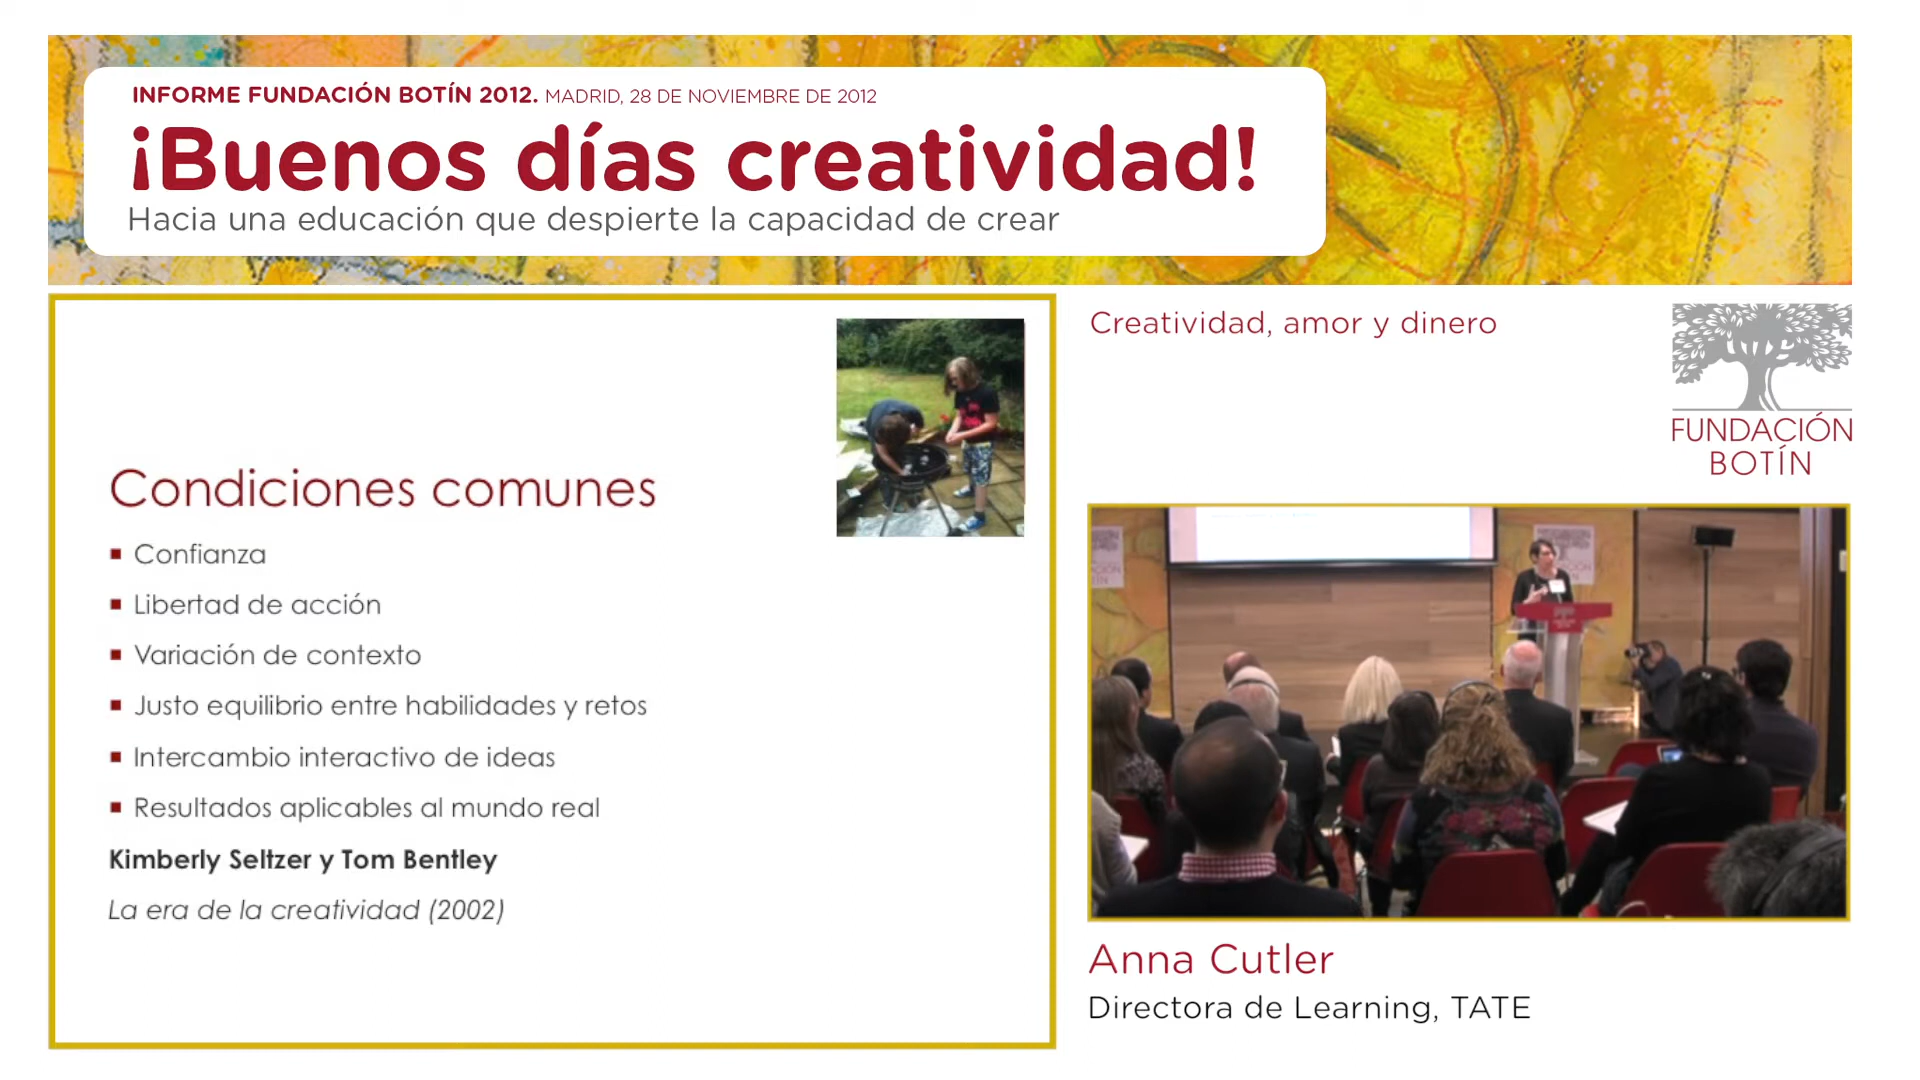 INFORME FUNDACIÓN BOTÍN 2012. MADRID, 28 DE NOVIEMBRE DE 2012
¡Buenos días creatividad!
Hacia una educación que despierte la capacidad de crear
Condiciones comunes
▪ Confianza
▪ Libertad de acción
▪ Variación de contexto
▪ Justo equilibrio entre habilidades y retos
▪ Intercambio interactivo de ideas
▪ Resultados aplicables al mundo real
Kimberly Seltzer y Tom Bentley
La era de la creatividad (2002)
Creatividad, amor y dinero
FUNDACIÓN
BOTÍN
Anna Cutler
Directora de Learning, TATE